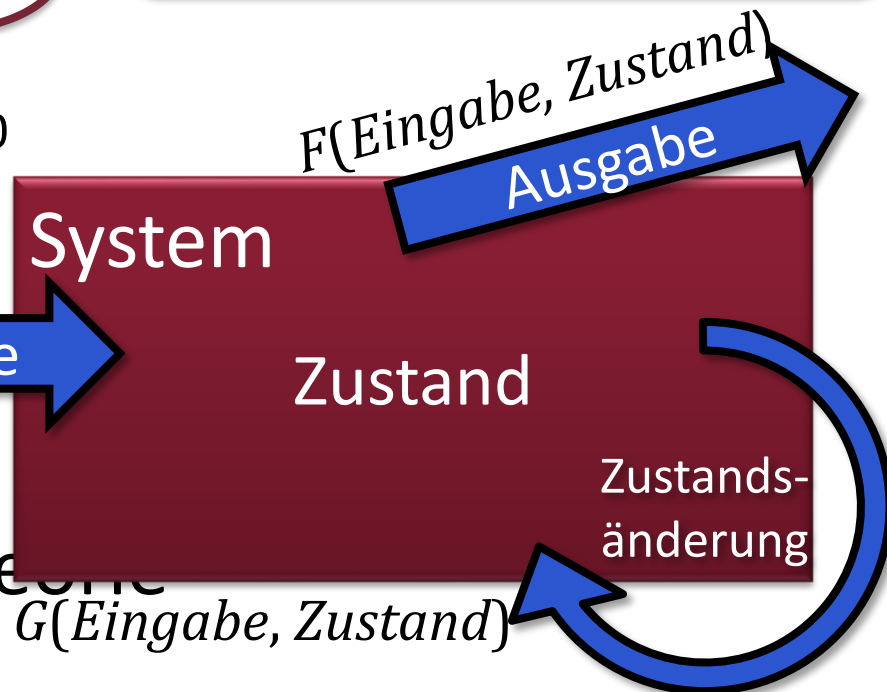 F(Eingabe, Zustand)
Ausgabe
System
Zustand
Zustands-
änderung
G(Eingabe, Zustand)